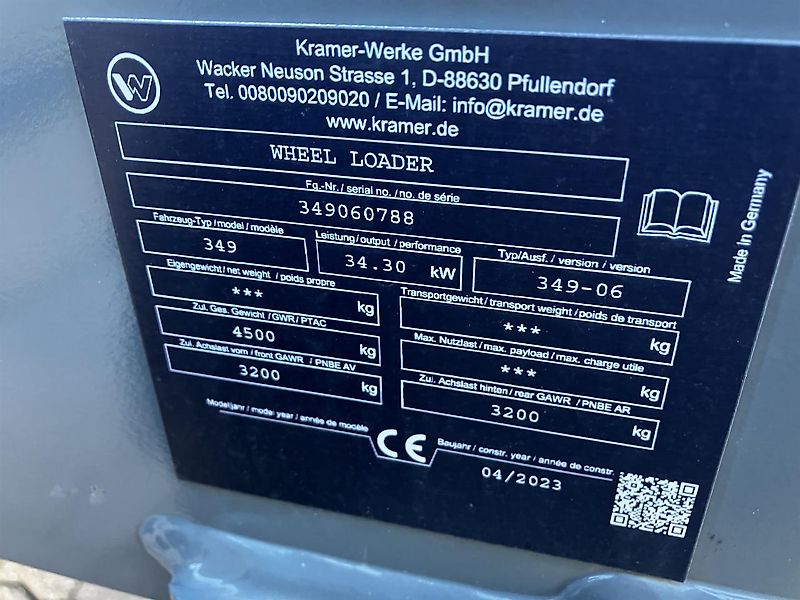 W
Kramer-Werke GmbH
Wacker Neuson Strasse 1, D-88630 Pfullendorf
Tel. 0080090209020 / E-Mail: info@kramer.de
www.kramer.de
WHEEL LOADER
Fg.-Nr./ serial no./no. de série
349060788
Fahrzeug-Typ / model / modèle
349
Leistung/ output / performance
34.30 kW
Typ/Ausf. / version / version
349-06
Eigengewicht / net weight / poids propre
*** kg
Transportgewicht / transport weight / poids de transport
*** kg
Zul. Ges. Gewicht / GWR/ PTAC
4500 kg
Max. Nutzlast / max. payload / max. charge utile
*** kg
Zul. Achslast vorn / front GAWR / PNBE AV
3200 kg
Zul. Achslast hinten / rear GAWR / PNBE AR
3200 kg
Modelljahr / model year / année de modèle
CE
Baujahr / constr. year / année de constr.
04/2023
Made in Germany